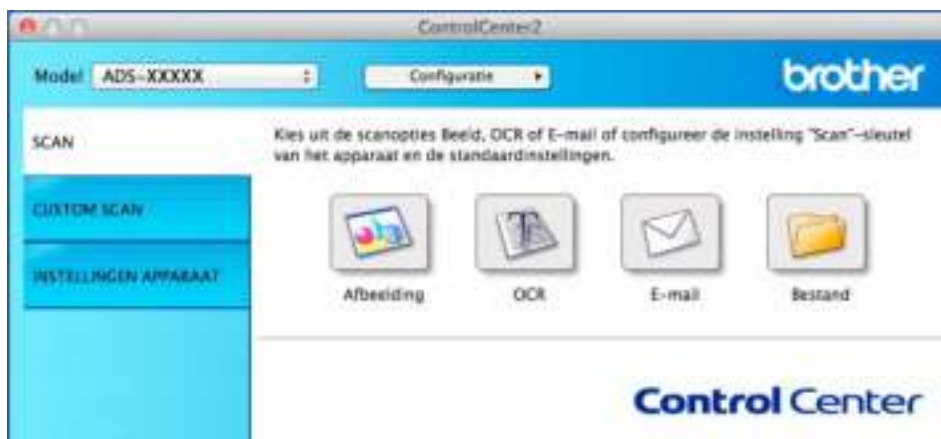 ControlCenter2
Model ADS-XXXXX Configuratie brother
SCAN
Kies uit de scanopties Beeld, OCR of E-mail of configureer de instelling "Scan"-sleutel
van het apparaat en de standaardinstellingen.
CUSTOM SCAN
INSTELLINGEN APPARAAT
Afbeelding OCR E-mail Bestand
Control Center